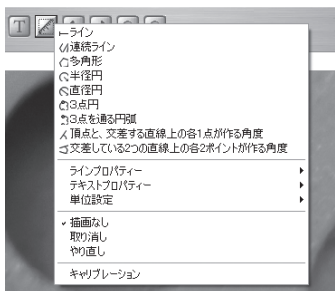 T
ライン
連続ライン
多角形
半径円
直径円
3点円
3点を通る円弧
頂点と、交差する直線上の各1点が作る角度
交差している2つの直線上の各2ポイントが作る角度
ラインプロパティー
テキストプロパティー
単位設定
描画なし
取り消し
やり直し
キャリブレーション